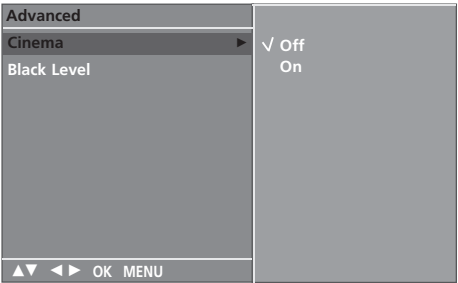 Advanced
Cinema ►
Black Level
√ Off
On
▲▼ ◄► OK MENU